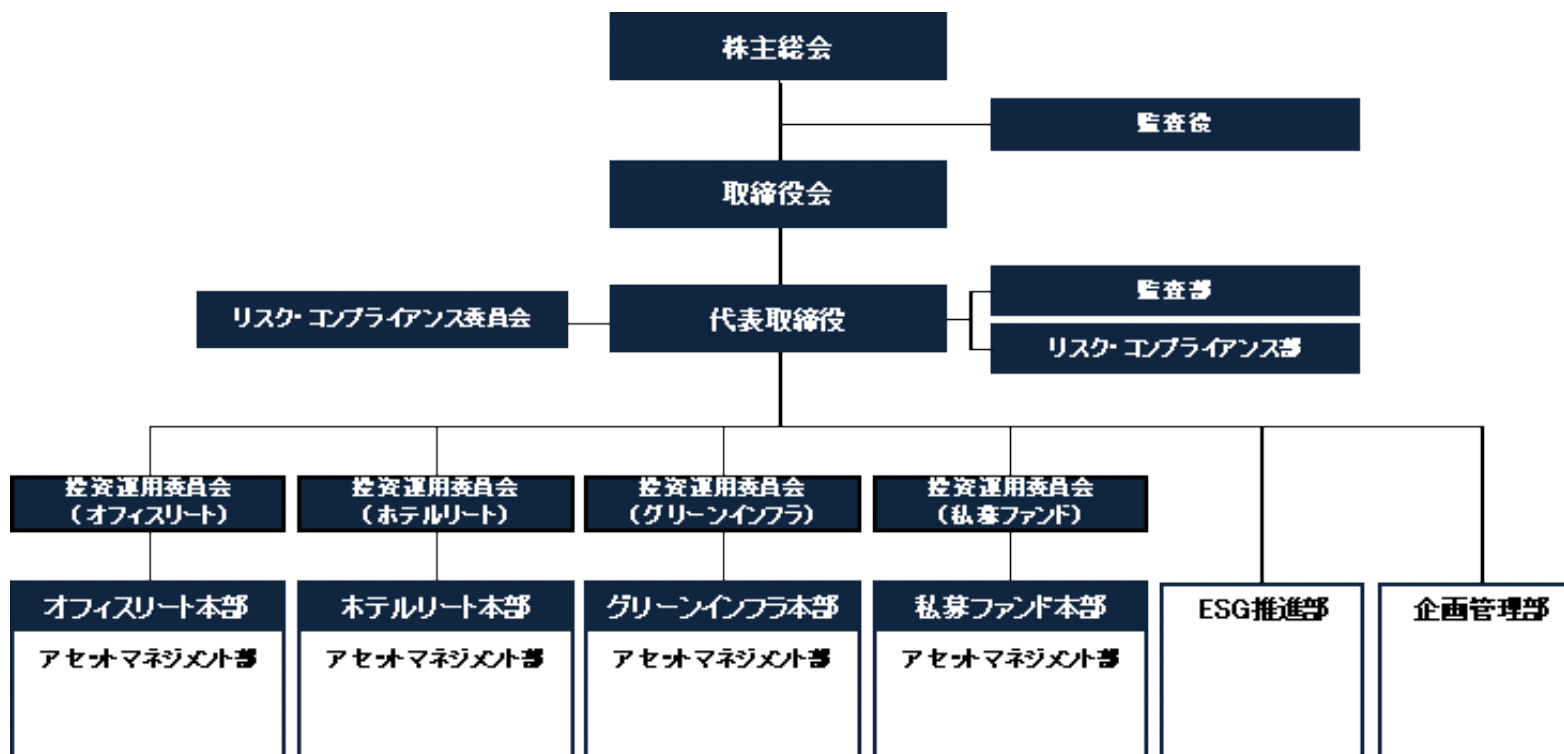 株主総会
監査役
取締役会
監査部
リスク・コンプライアンス委員会
代表取締役
リスク・コンプライアンス部
投資運用委員会
（オフィスリート）
投資運用委員会
（ホテルリート）
投資運用委員会
（グリーンインフラ）
投資運用委員会
（私募ファンド）
オフィスリート本部
アセットマネジメント部
ホテルリート本部
アセットマネジメント部
グリーンインフラ本部
アセットマネジメント部
私募ファンド本部
アセットマネジメント部
ESG推進部
企画管理部